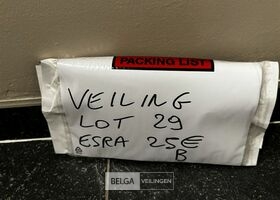 PACKING LIST
VEILING
LOT 29
ESRA 25€
B
BELGA VEILINGEN